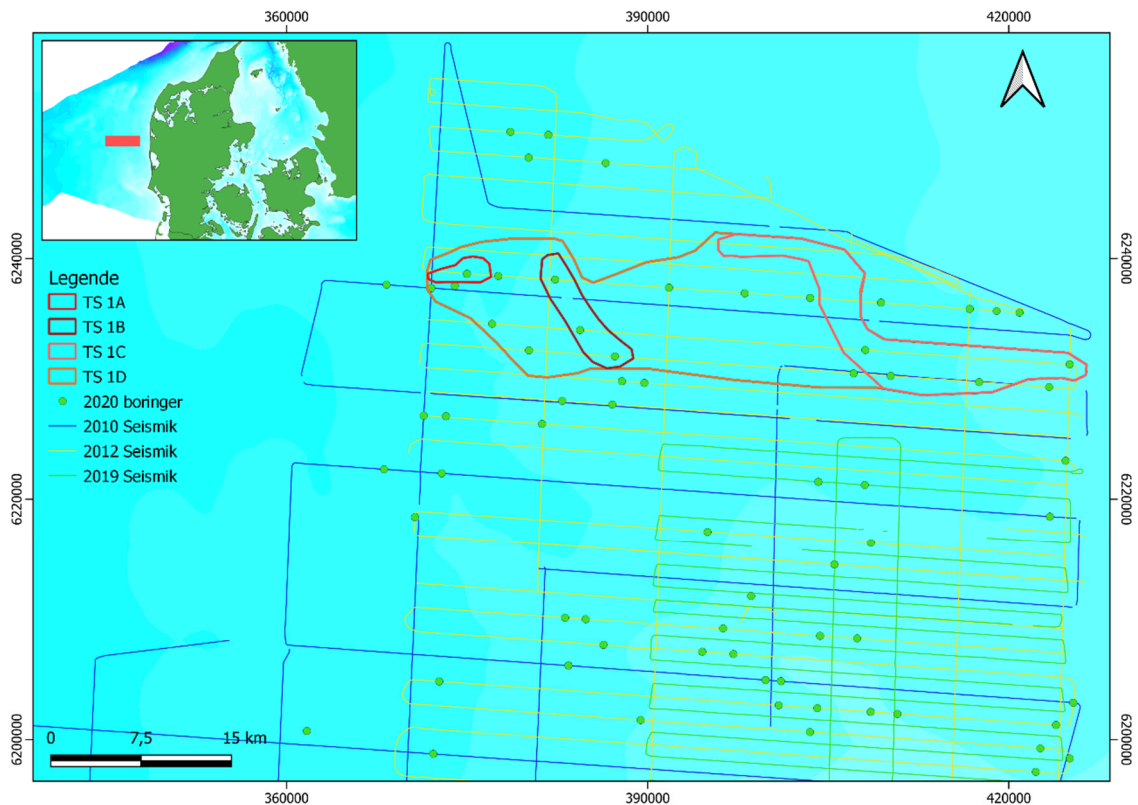 360000 390000 420000
6240000 6240000
Legende
TS 1A
TS 1B
TS 1C
TS 1D
2020 boringer
2010 Seismik
2012 Seismik
2019 Seismik
6220000 6220000
6200000 6200000
0 7,5 15 km
360000 390000 420000